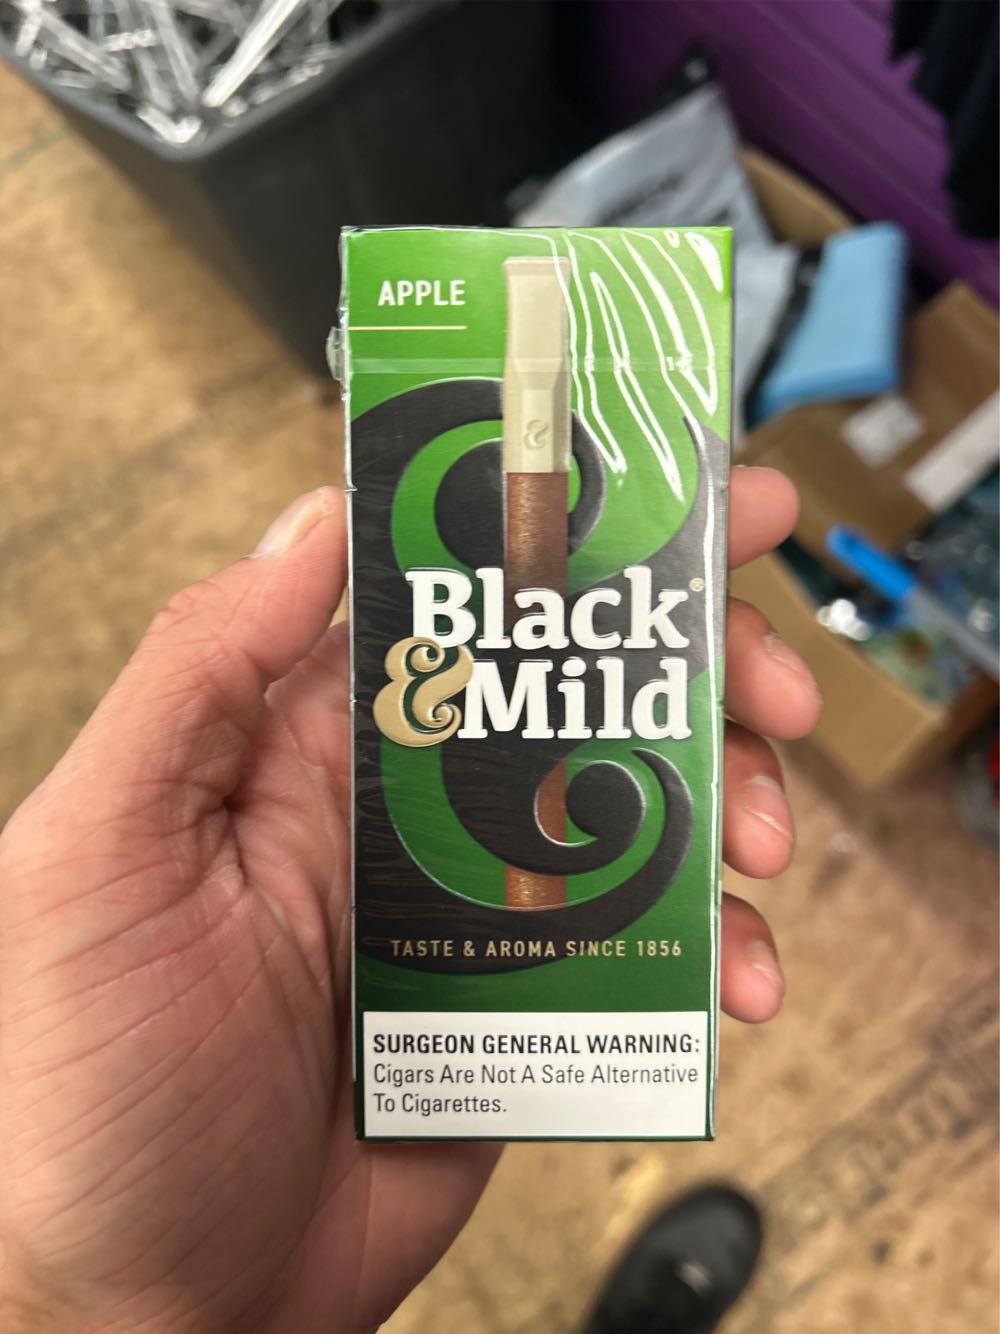 APPLE
Black®
& Mild
TASTE & AROMA SINCE 1856
SURGEON GENERAL WARNING:
Cigars Are Not A Safe Alternative
To Cigarettes.